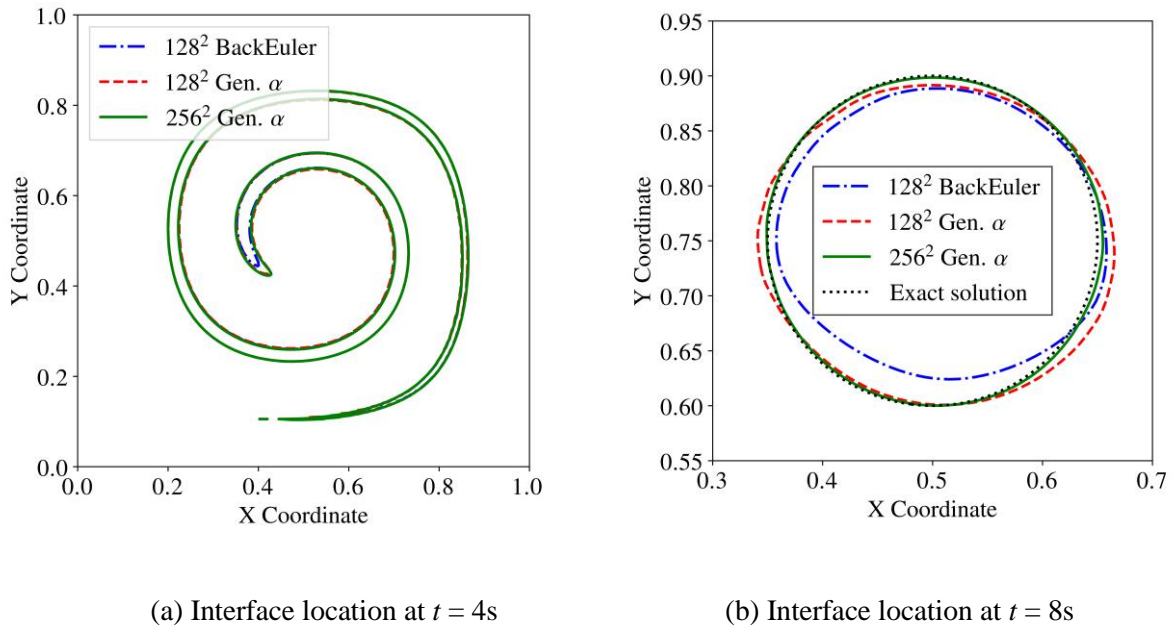 1.0
0.8
0.6
0.4
0.2
0.0
Y Coordinate
128² BackEuler
128² Gen. α
256² Gen. α
0.0 0.2 0.4 0.6 0.8 1.0
X Coordinate
0.95
0.90
0.85
0.80
0.75
0.70
0.65
0.60
0.55
Y Coordinate
128² BackEuler
128² Gen. α
256² Gen. α
Exact solution
0.3 0.4 0.5 0.6 0.7
X Coordinate
(a) Interface location at t = 4s
(b) Interface location at t = 8s